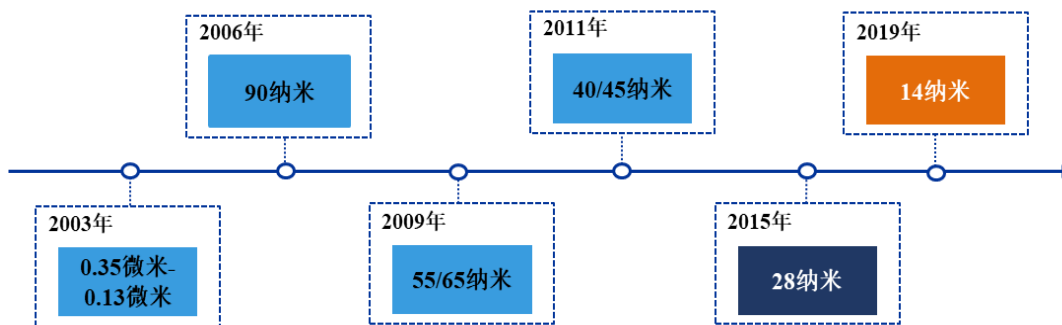 2006年
90纳米
2011年
40/45纳米
2019年
14纳米
2003年
0.35微米-
0.13微米
2009年
55/65纳米
2015年
28纳米